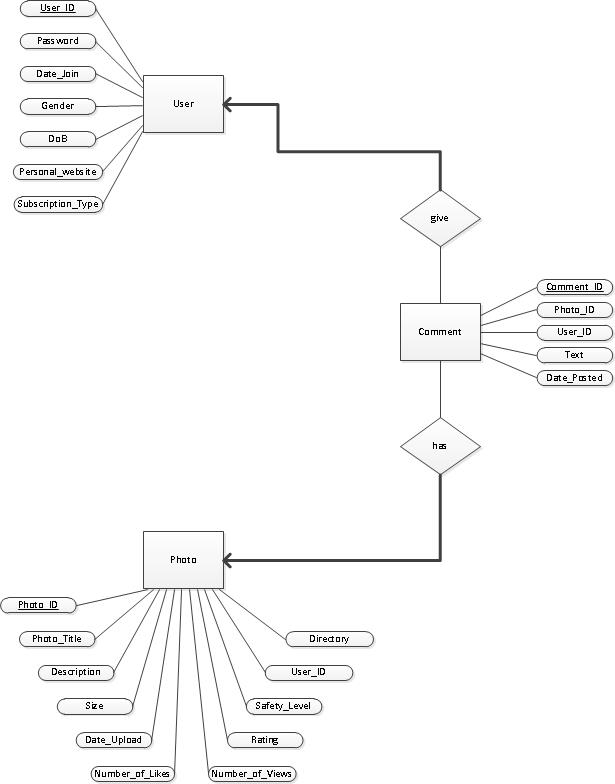 User_ID
Password
Date_Join
Gender
DoB
Personal_website
Subscription_Type
User
give
Comment
Comment_ID
Photo_ID
User_ID
Text
Date_Posted
has
Photo
Photo_ID
Photo_Title
Description
Size
Date_Upload
Number_of_Likes
Number_of_Views
Rating
Safety_Level
User_ID
Directory